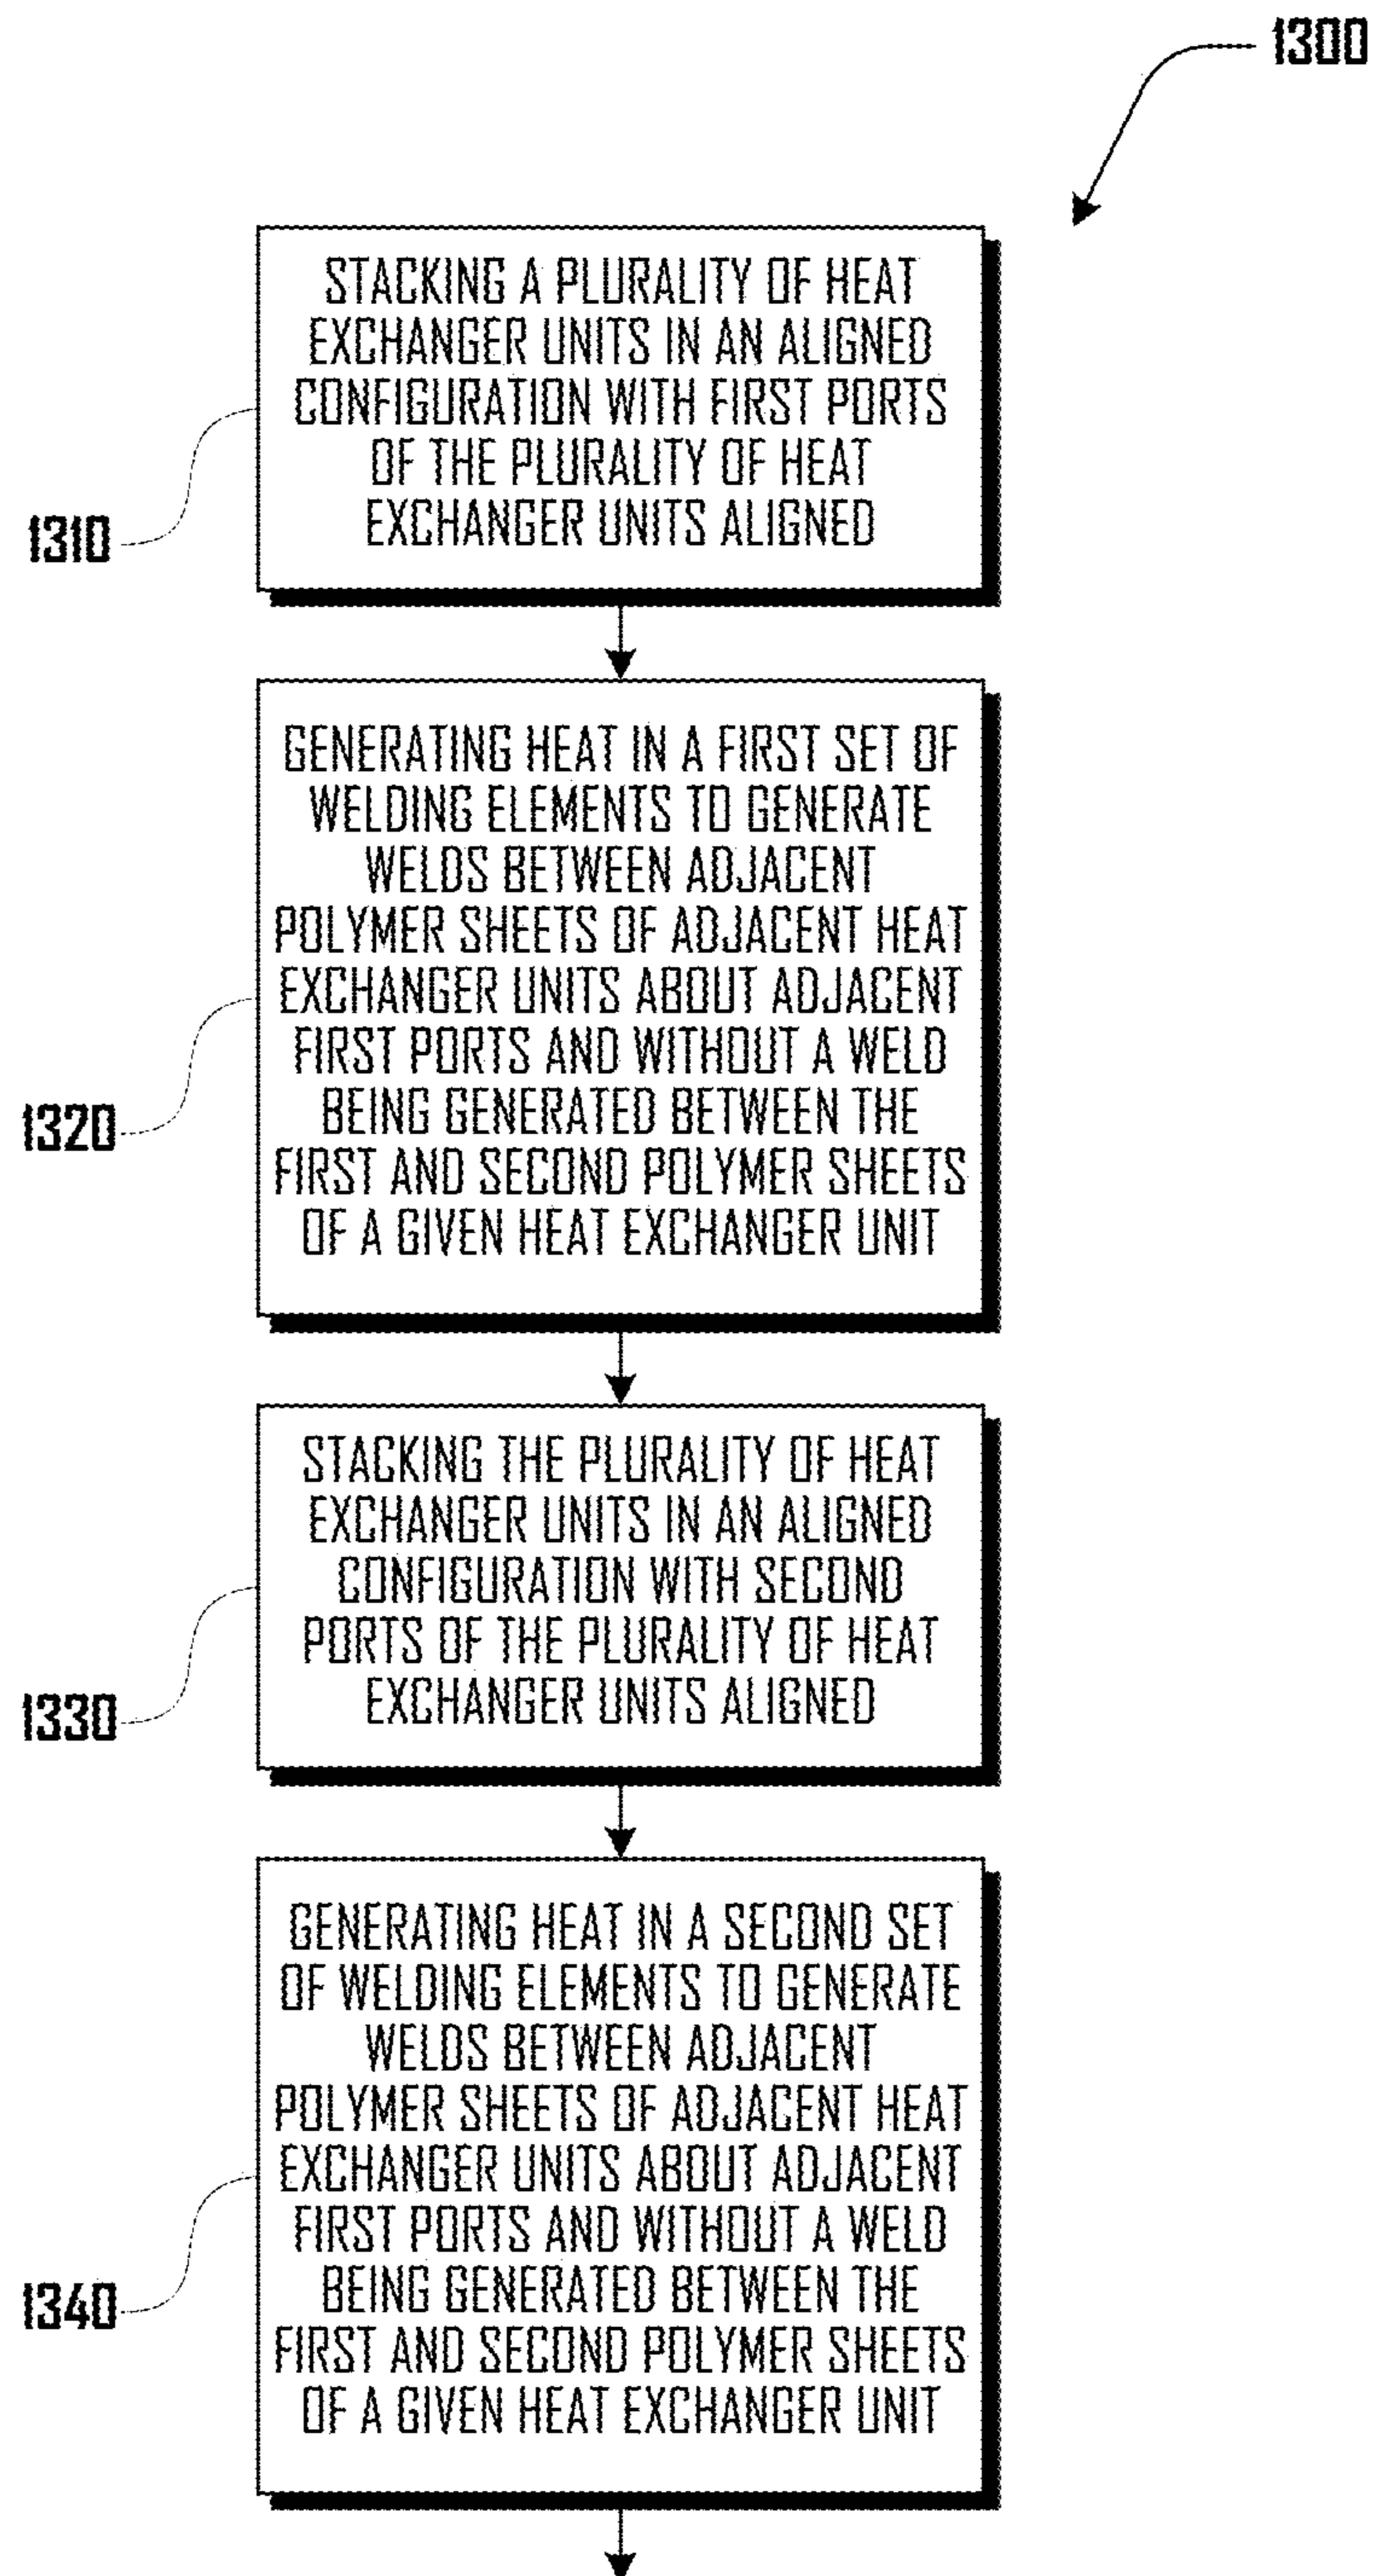 1300
STACKING A PLURALITY OF HEAT
EXCHANGER UNITS IN AN ALIGNED
CONFIGURATION WITH FIRST PORTS
OF THE PLURALITY OF HEAT
EXCHANGER UNITS ALIGNED
1310
GENERATING HEAT IN A FIRST SET OF
WELDING ELEMENTS TO GENERATE
WELDS BETWEEN ADJACENT
POLYMER SHEETS OF ADJACENT HEAT
EXCHANGER UNITS ABOUT ADJACENT
FIRST PORTS AND WITHOUT A WELD
BEING GENERATED BETWEEN THE
FIRST AND SECOND POLYMER SHEETS
OF A GIVEN HEAT EXCHANGER UNIT
1320
STACKING THE PLURALITY OF HEAT
EXCHANGER UNITS IN AN ALIGNED
CONFIGURATION WITH SECOND
PORTS OF THE PLURALITY OF HEAT
EXCHANGER UNITS ALIGNED
1330
GENERATING HEAT IN A SECOND SET
OF WELDING ELEMENTS TO GENERATE
WELDS BETWEEN ADJACENT
POLYMER SHEETS OF ADJACENT HEAT
EXCHANGER UNITS ABOUT ADJACENT
FIRST PORTS AND WITHOUT A WELD
BEING GENERATED BETWEEN THE
FIRST AND SECOND POLYMER SHEETS
OF A GIVEN HEAT EXCHANGER UNIT
1340